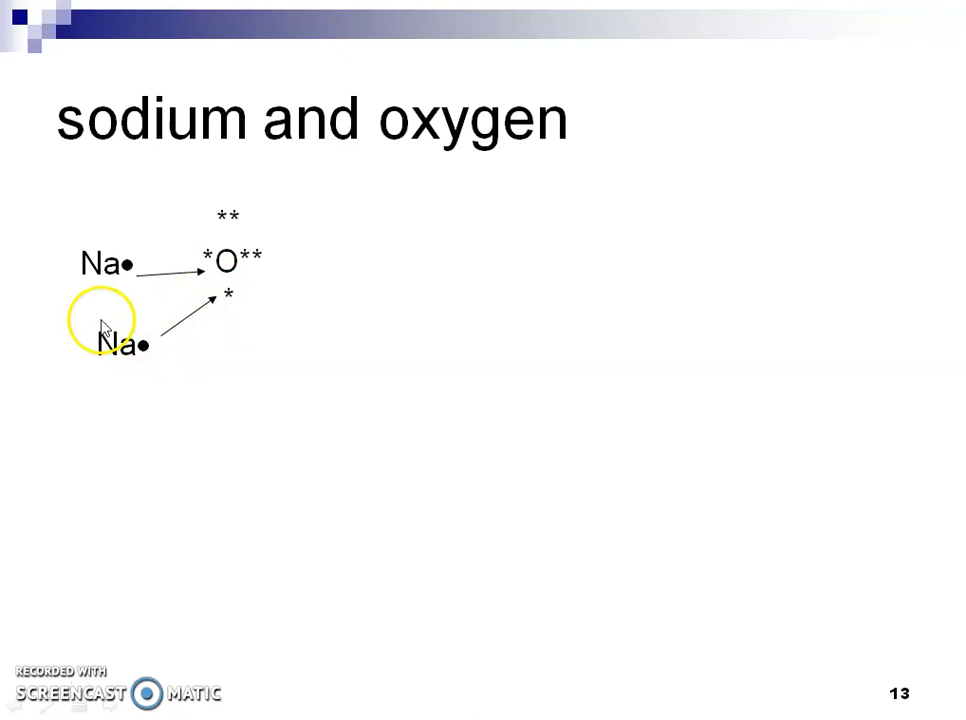 sodium and oxygen
**
Na• *O**
*
Na•
RECORDED WITH
SCREENCAST MATIC
13